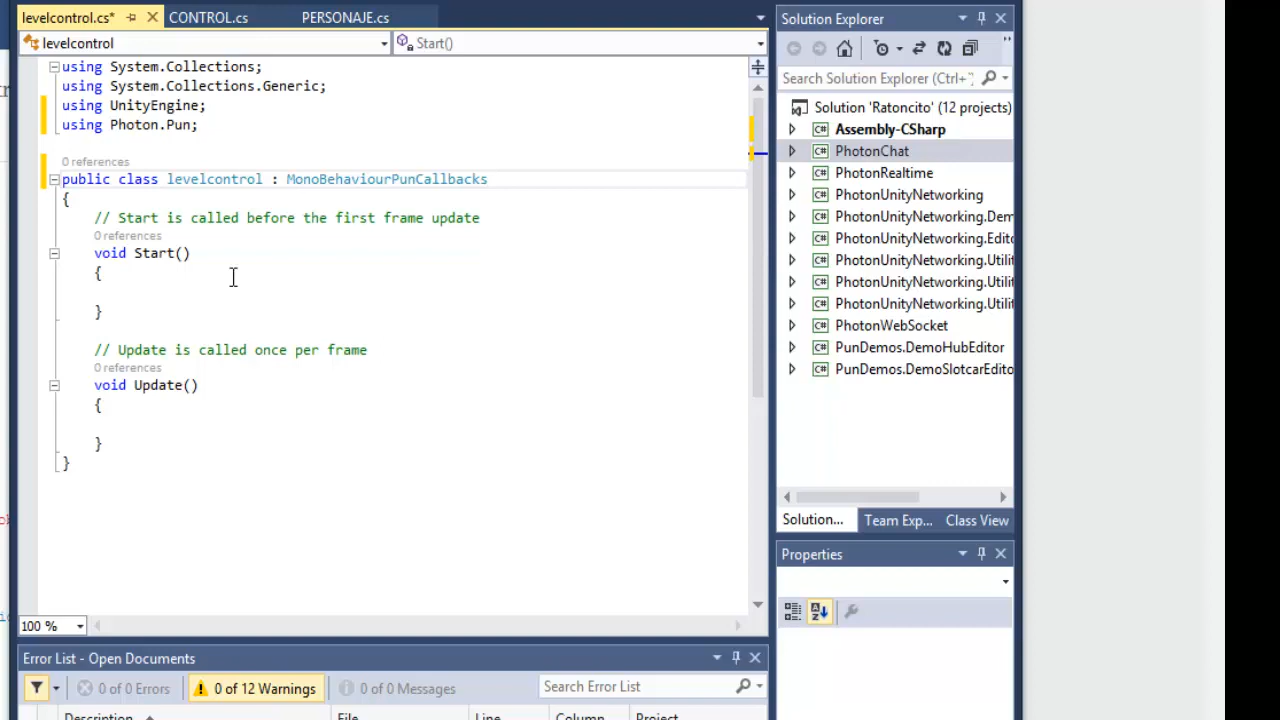 levelcontrol.cs*
CONTROL.cs
PERSONAJE.cs
levelcontrol
Start()
using System.Collections;
using System.Collections.Generic;
using UnityEngine;
using Photon.Pun;
0 references
public class levelcontrol : MonoBehaviourPunCallbacks
{
// Start is called before the first frame update
0 references
void Start()
{
}
// Update is called once per frame
0 references
void Update()
{
}
}
100 %
Error List - Open Documents
0 of 0 Errors
0 of 12 Warnings
0 of 0 Messages
Search Error List
Description
File
Line
Column
Project
Solution Explorer
Search Solution Explorer (Ctrl+
Solution 'Ratoncito' (12 projects)
Assembly-CSharp
PhotonChat
PhotonRealtime
PhotonUnityNetworking
PhotonUnityNetworking.Dem
PhotonUnityNetworking.Edito
PhotonUnityNetworking.Utilit
PhotonUnityNetworking.Utilit
PhotonUnityNetworking.Utilit
PhotonWebSocket
PunDemos.DemoHubEditor
PunDemos.DemoSlotcarEdito
Solution...
Team Exp...
Class View
Properties